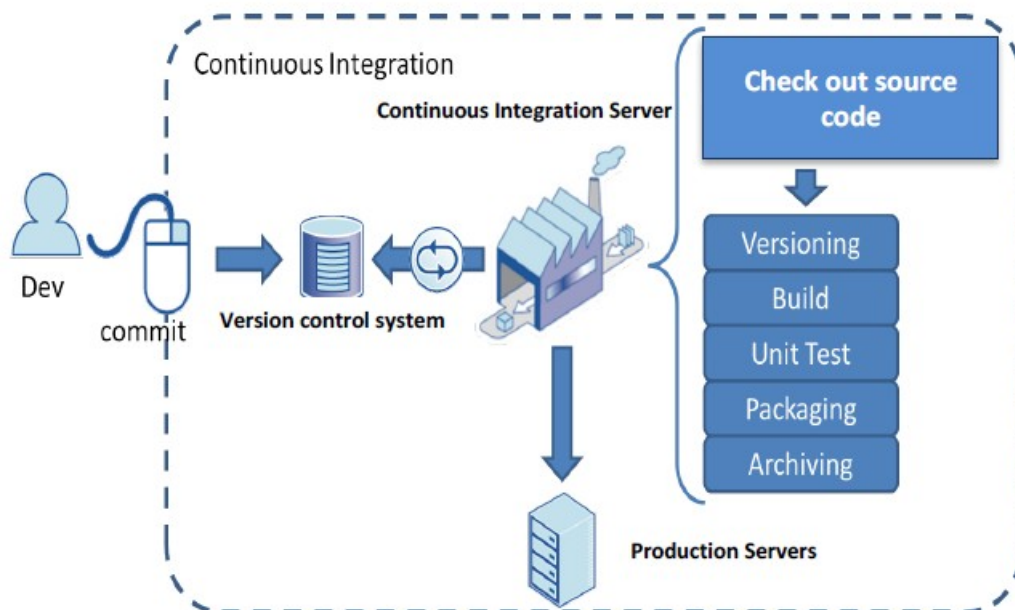 Continuous Integration
Continuous Integration Server
Check out source
code
Dev
commit
Version control system
Versioning
Build
Unit Test
Packaging
Archiving
Production Servers